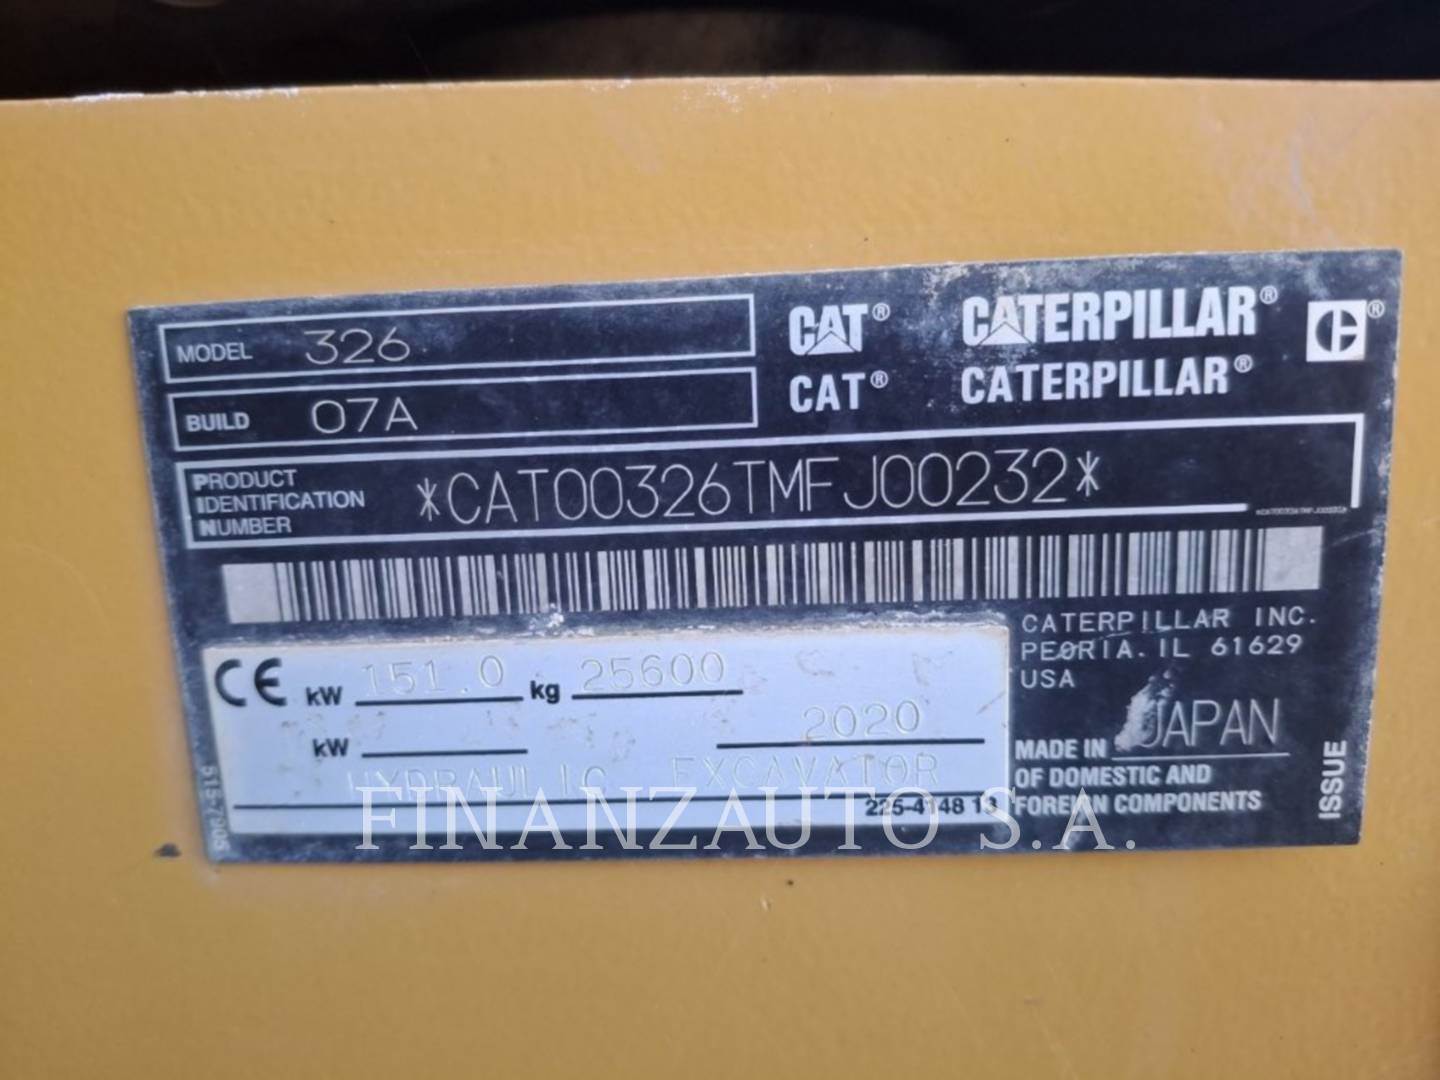 MODEL 326
BUILD 07A
CAT® CATERPILLAR®
CAT® CATERPILLAR®
PRODUCT
IDENTIFICATION
NUMBER
*CAT00326TMFJ00232*
CATERPILLAR INC.
PEORIA. IL 61629
USA
CE kW 151.0 kg 25600
kW 2020
HYDRAULIC EXCAVATOR
225-4148 13
MADE IN JAPAN
OF DOMESTIC AND
FOREIGN COMPONENTS
ISSUE
FINANZAUTO S.A.